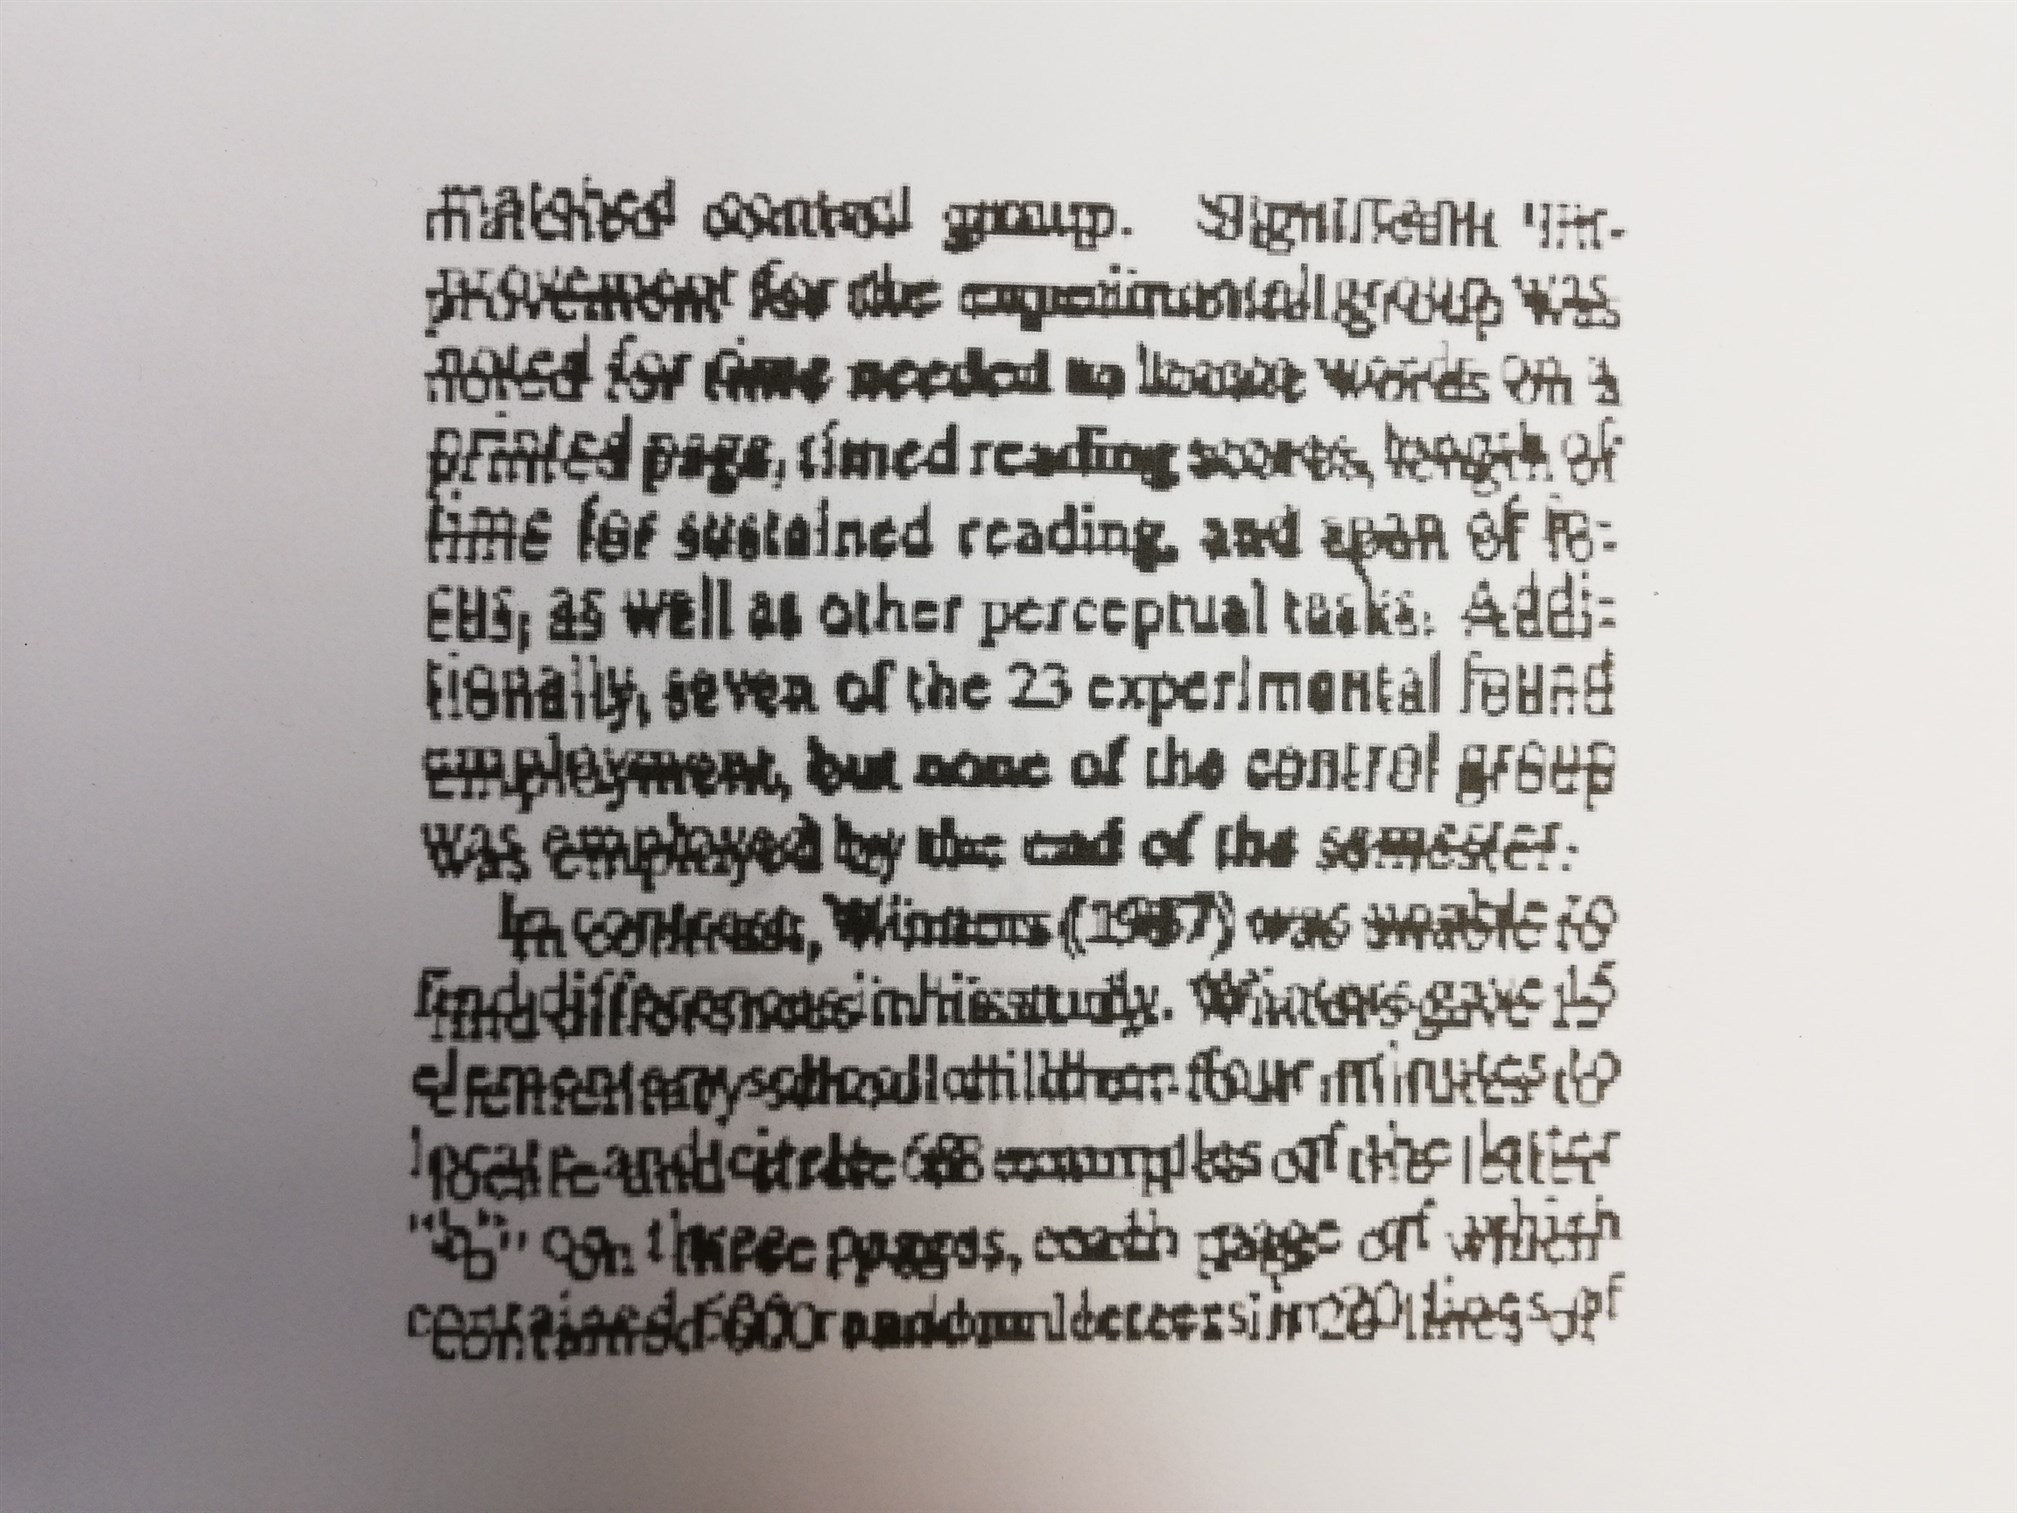 matched control group. Significant im-
provement for the experimental group was
noted for time needed to locate words on a
printed page, timed reading scores, length of
time for sustained reading, and span of fo-
cus, as well as other perceptual tasks. Addi-
tionally, seven of the 23 experimental found
employment, but none of the control group
was employed by the end of the semester.
In contrast, Winners (1987) was unable to
find differences in his study. Winters gave 15
elementary school children four minutes to
locate and circle 688 examples of the letter
"b" on three pages, each page of which
contained 600 random letters in 20 lines of